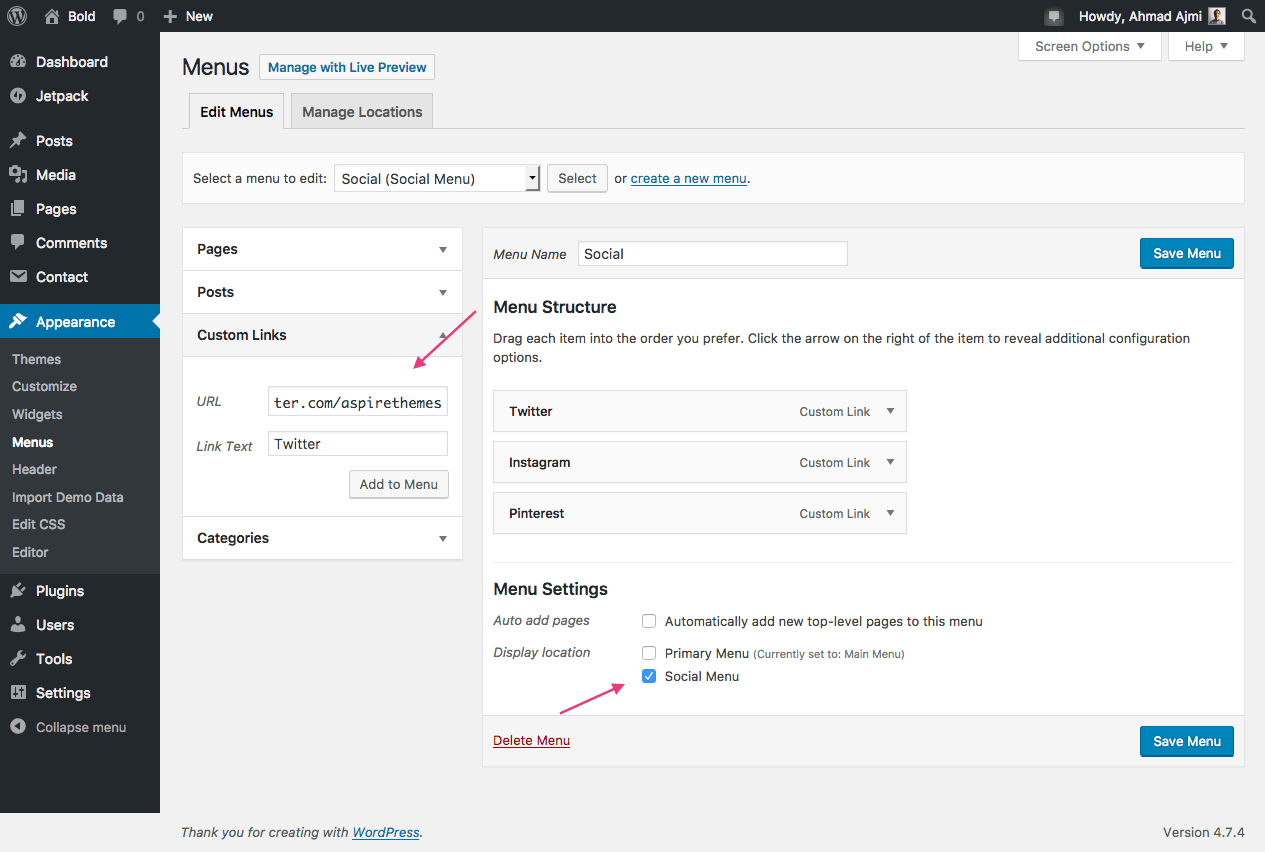 Bold 0 New Howdy, Ahmad Ajmi
Screen Options Help
Dashboard
Jetpack
Posts
Media
Pages
Comments
Contact
Appearance
Themes
Customize
Widgets
Menus
Header
Import Demo Data
Edit CSS
Editor
Plugins
Users
Tools
Settings
Collapse menu
Menus Manage with Live Preview
Edit Menus Manage Locations
Select a menu to edit: Social (Social Menu) Select or create a new menu.
Pages
Posts
Custom Links
URL ter.com/aspirethemes
Link Text Twitter
Add to Menu
Categories
Menu Name Social Save Menu
Menu Structure
Drag each item into the order you prefer. Click the arrow on the right of the item to reveal additional configuration
options.
Twitter Custom Link
Instagram Custom Link
Pinterest Custom Link
Menu Settings
Auto add pages Automatically add new top-level pages to this menu
Display location Primary Menu (Currently set to: Main Menu)
Social Menu
Delete Menu Save Menu
Thank you for creating with WordPress. Version 4.7.4